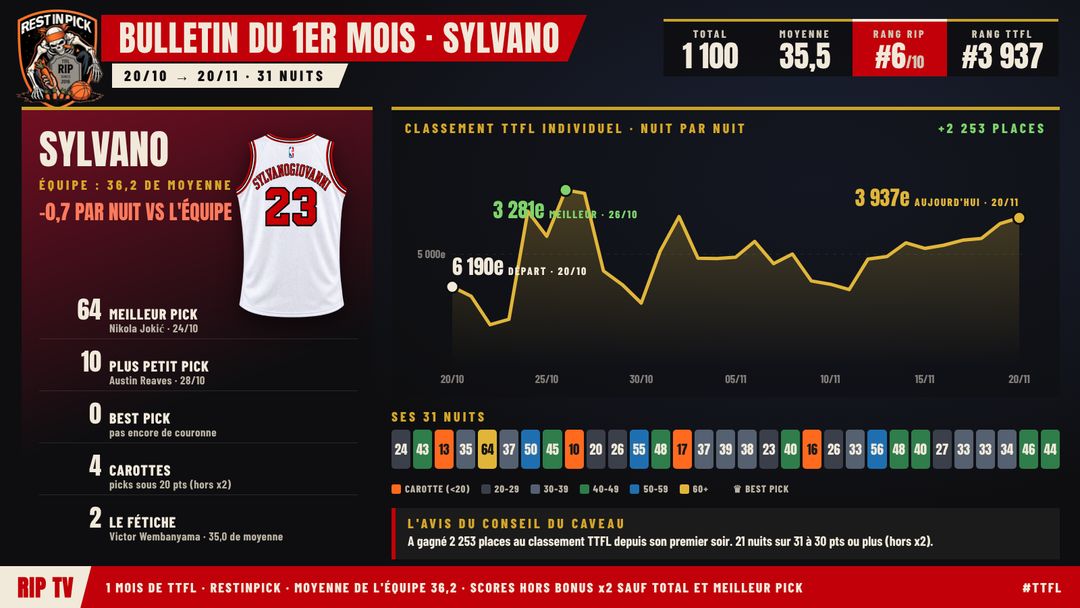 RESTINPICK
TTFL
RIP
BULLETIN DU 1ER MOIS · SYLVANO
20/10 → 20/11 · 31 NUITS
TOTAL
1 100
MOYENNE
35,5
RANG RIP
#6/10
RANG TTFL
#3 937
SYLVANO
ÉQUIPE : 36,2 DE MOYENNE
-0,7 PAR NUIT VS L'ÉQUIPE
SYLVANOGIOVANNI
23
64 MEILLEUR PICK
Nikola Jokić · 24/10
10 PLUS PETIT PICK
Austin Reaves · 28/10
0 BEST PICK
pas encore de couronne
4 CAROTTES
picks sous 20 pts (hors x2)
2 LE FÉTICHE
Victor Wembanyama · 35,0 de moyenne
CLASSEMENT TTFL INDIVIDUEL · NUIT PAR NUIT
+2 253 PLACES
3 281e MEILLEUR · 26/10
3 937e AUJOURD'HUI · 20/11
5 000e
6 190e DÉPART · 20/10
20/10 25/10 30/10 05/11 10/11 15/11 20/11
SES 31 NUITS
24 43 13 35 64 37 50 45 10 20 26 55 48 17 37 39 38 23 40 16 26 33 56 48 40 27 33 33 34 46 44
CAROTTE (<20) 20-29 30-39 40-49 50-59 60+ ♛ BEST PICK
L'AVIS DU CONSEIL DU CAVEAU
A gagné 2 253 places au classement TTFL depuis son premier soir. 21 nuits sur 31 à 30 pts ou plus (hors x2).
RIP TV
1 MOIS DE TTFL · RESTINPICK · MOYENNE DE L'ÉQUIPE 36,2 · SCORES HORS BONUS x2 SAUF TOTAL ET MEILLEUR PICK
#TTFL